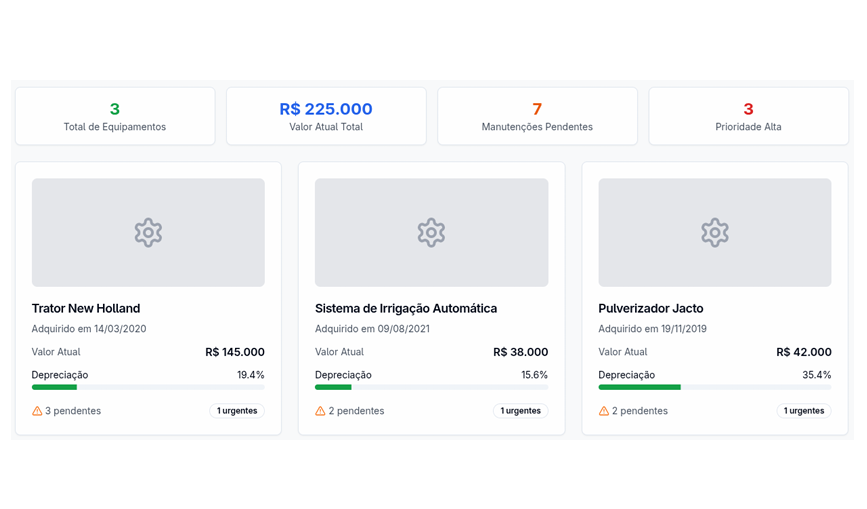 3
Total de Equipamentos
R$ 225.000
Valor Atual Total
7
Manutenções Pendentes
3
Prioridade Alta
Trator New Holland
Adquirido em 14/03/2020
Valor Atual R$ 145.000
Depreciação 19.4%
3 pendentes 1 urgentes
Sistema de Irrigação Automática
Adquirido em 09/08/2021
Valor Atual R$ 38.000
Depreciação 15.6%
2 pendentes 1 urgentes
Pulverizador Jacto
Adquirido em 19/11/2019
Valor Atual R$ 42.000
Depreciação 35.4%
2 pendentes 1 urgentes